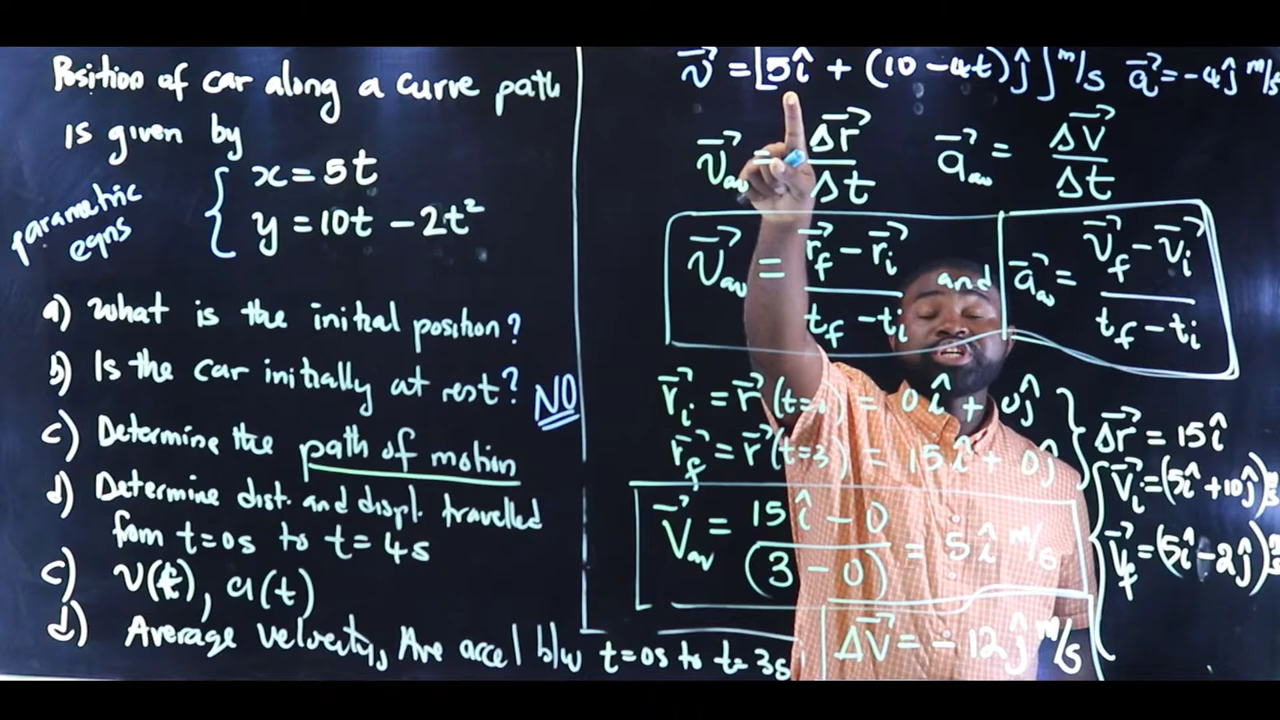 Position of car along a curve path
is given by
parametric eqns
x = 5t
y = 10t - 2t²
a) What is the initial position?
b) Is the car initially at rest? NO
c) Determine the path of motion
d) Determine dist. and displ. travelled
from t=0s to t=4s
c) v(t), a(t)
d) Average velocity, Ave accel b/w t=0s to t=3s
v⃗ = [5î + (10 - 4t)ĵ] m/s a⃗ = -4ĵ m/s
v⃗av = Δr⃗/Δt a⃗av = Δv⃗/Δt
v⃗av = (r⃗f - r⃗i)/(tf - ti) and a⃗av = (v⃗f - v⃗i)/(tf - ti)
r⃗i = r⃗(t= ) = 0î + 0ĵ
r⃗f = r⃗(t=3) = 15î + 0ĵ
Δr⃗ = 15î
v⃗i = (5î + 10ĵ)
v⃗f = (5î - 2ĵ)
v⃗av = (15î - 0)/(3 - 0) = 5î m/s
Δv⃗ = -12ĵ m/s